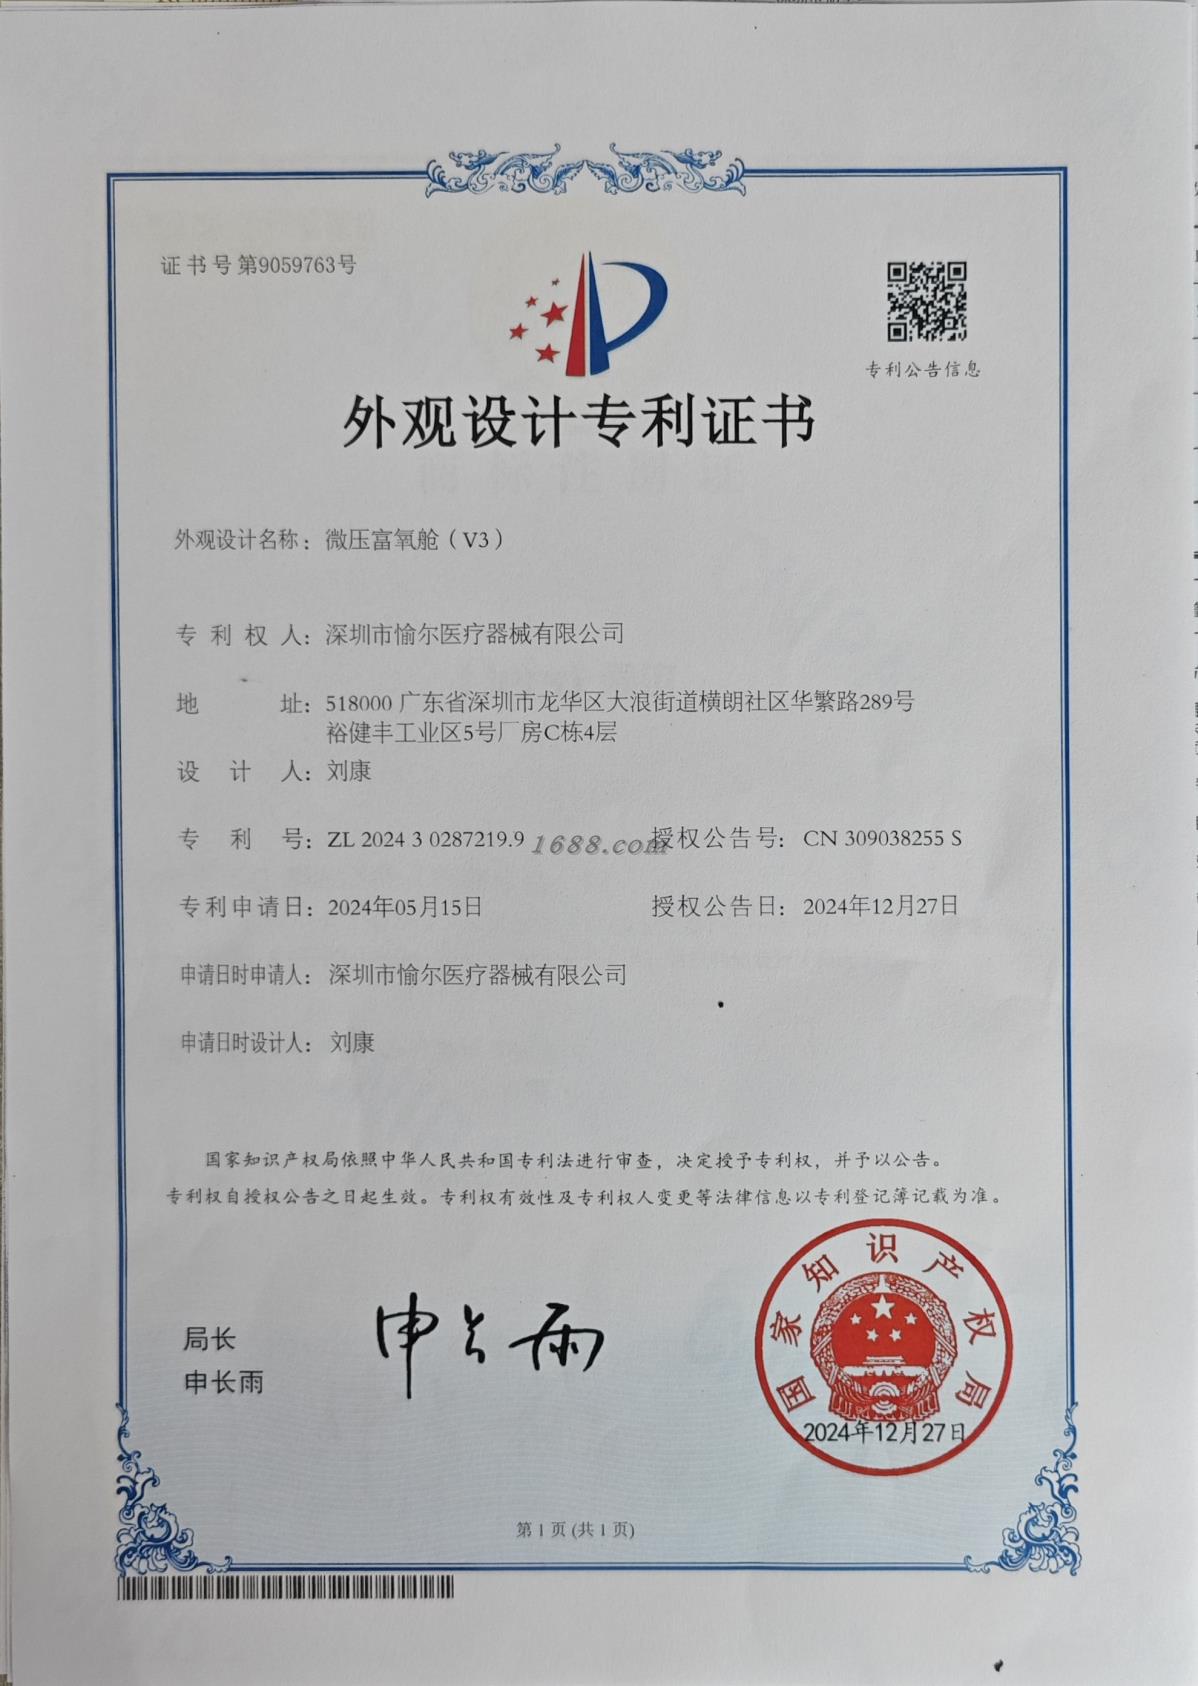 证书号第9059763号
专利公告信息
外观设计专利证书
外观设计名称：微压富氧舱（V3）
专利权人：深圳市愉尔医疗器械有限公司
地址：518000 广东省深圳市龙华区大浪街道横朗社区华繁路289号
裕健丰工业区5号厂房C栋4层
设计人：刘康
专利号：ZL 2024 3 0287219.9 授权公告号：CN 309038255 S
1688.com
专利申请日：2024年05月15日 授权公告日：2024年12月27日
申请日时申请人：深圳市愉尔医疗器械有限公司
申请日时设计人：刘康
国家知识产权局依照中华人民共和国专利法进行审查，决定授予专利权，并予以公告。
专利权自授权公告之日起生效。专利权有效性及专利权人变更等法律信息以专利登记簿记载为准。
局长
申长雨
申长雨
国家知识产权局
2024年12月27日
第 1 页 (共 1 页)